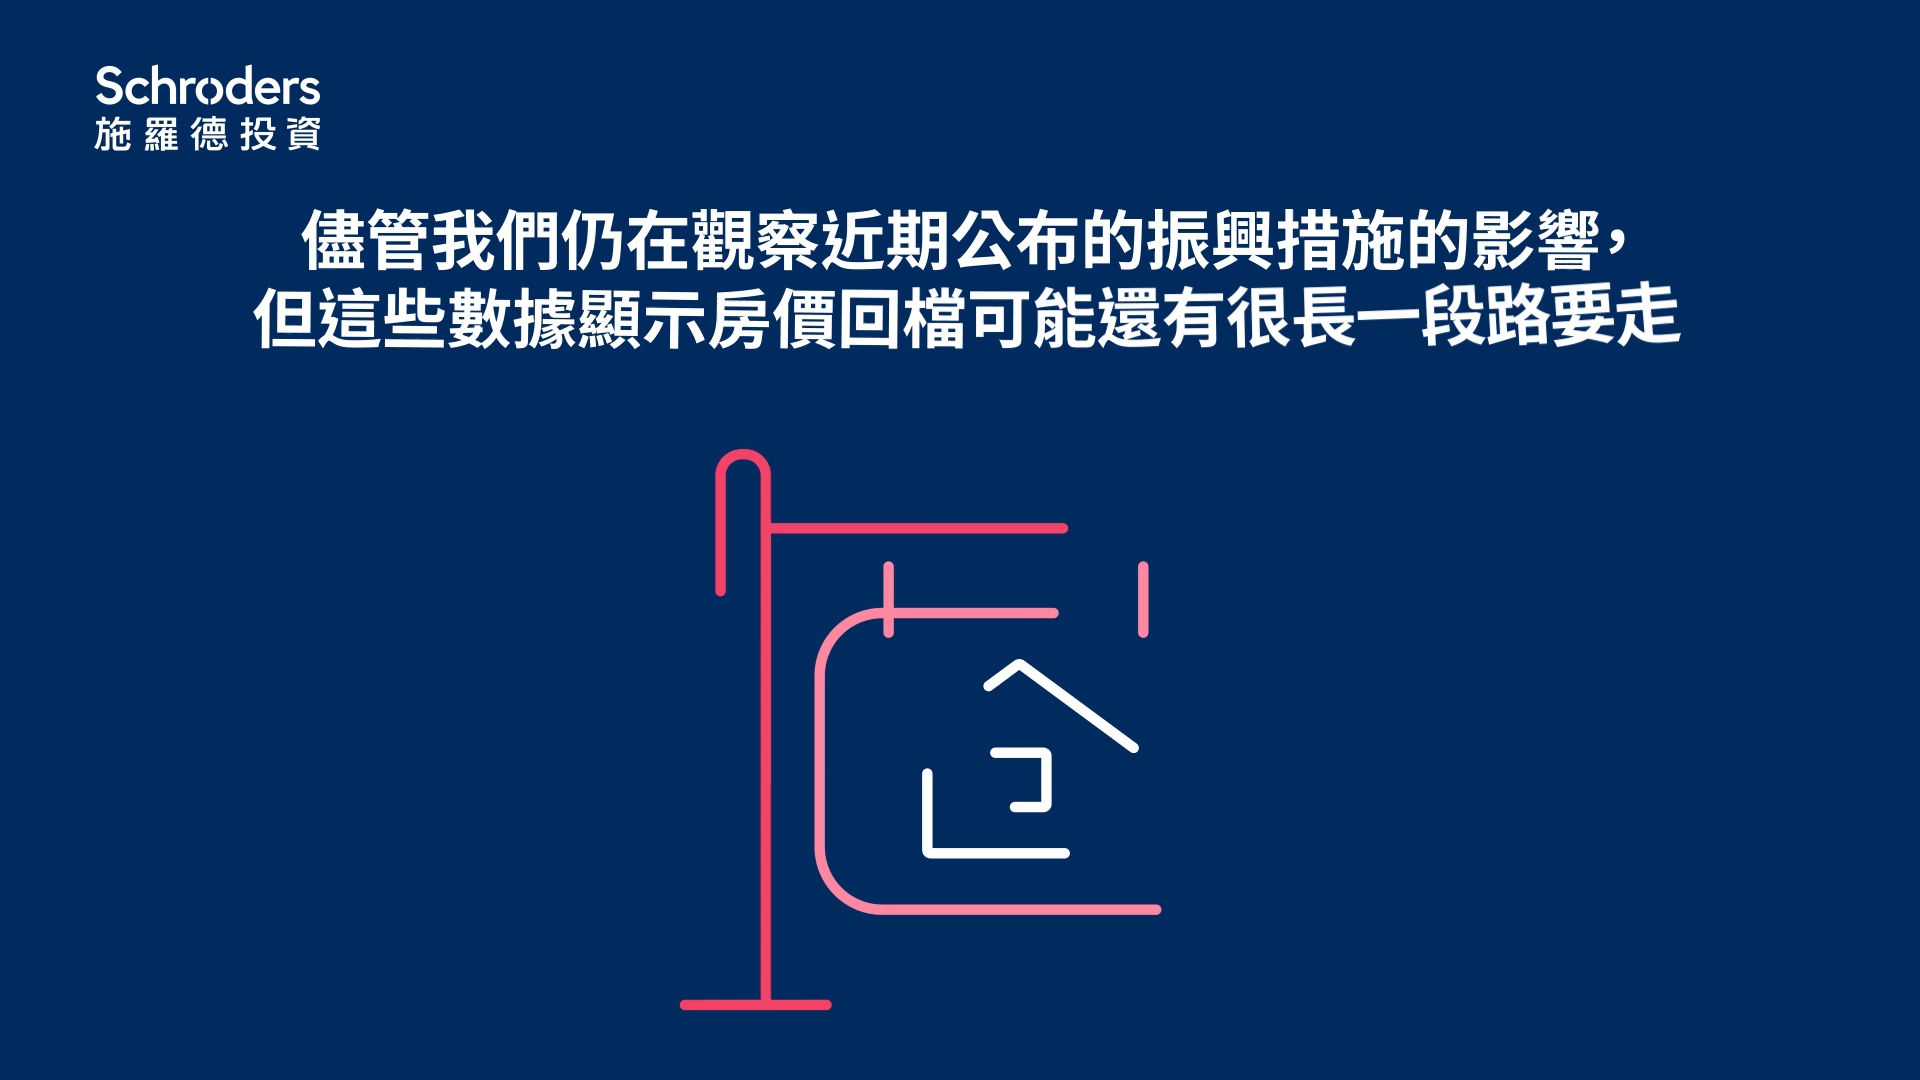 Schroders
施羅德投資
儘管我們仍在觀察近期公布的振興措施的影響，
但這些數據顯示房價回檔可能還有很長一段路要走